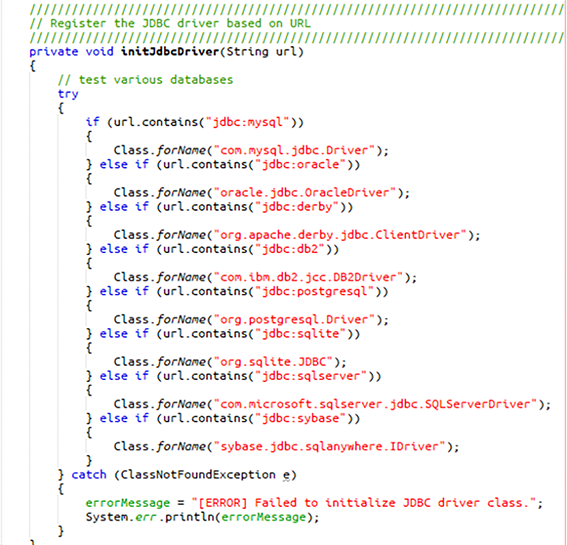 ////////////////////////////////////////////////////////////////////////////
// Register the JDBC driver based on URL
////////////////////////////////////////////////////////////////////////////
private void initJdbcDriver(String url)
{
// test various databases
try
{
if (url.contains("jdbc:mysql"))
{
Class.forName("com.mysql.jdbc.Driver");
} else if (url.contains("jdbc:oracle"))
{
Class.forName("oracle.jdbc.OracleDriver");
} else if (url.contains("jdbc:derby"))
{
Class.forName("org.apache.derby.jdbc.ClientDriver");
} else if (url.contains("jdbc:db2"))
{
Class.forName("com.ibm.db2.jcc.DB2Driver");
} else if (url.contains("jdbc:postgresql"))
{
Class.forName("org.postgresql.Driver");
} else if (url.contains("jdbc:sqlite"))
{
Class.forName("org.sqlite.JDBC");
} else if (url.contains("jdbc:sqlserver"))
{
Class.forName("com.microsoft.sqlserver.jdbc.SQLServerDriver");
} else if (url.contains("jdbc:sybase"))
{
Class.forName("sybase.jdbc.sqlanywhere.IDriver");
}
} catch (ClassNotFoundException e)
{
errorMessage = "[ERROR] Failed to initialize JDBC driver class.";
System.err.println(errorMessage);
}
}